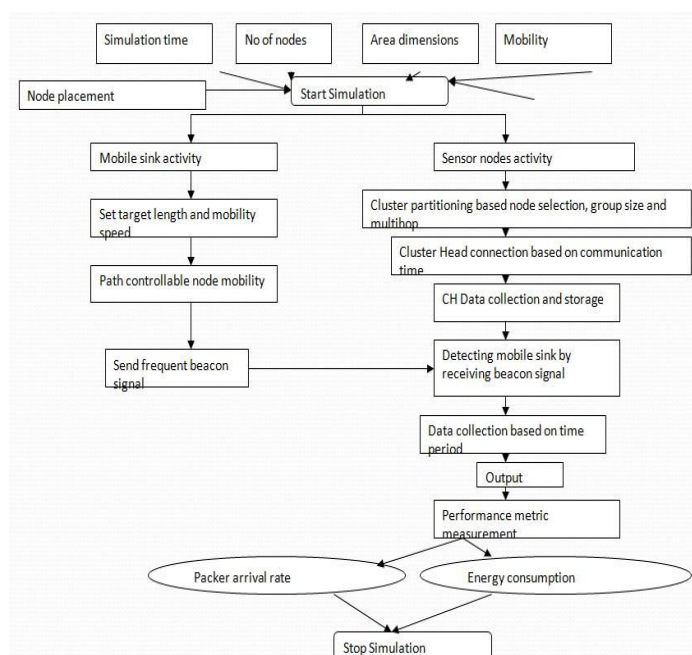 Simulation time
No of nodes
Area dimensions
Mobility
Node placement
Start Simulation
Mobile sink activity
Sensor nodes activity
Set target length and mobility
speed
Cluster partitioning based node selection, group size and
multihop
Cluster Head connection based on communication
time
Path controllable node mobility
CH Data collection and storage
Send frequent beacon
signal
Detecting mobile sink by
receiving beacon signal
Data collection based on time
period
Output
Performance metric
measurement
Packer arrival rate
Energy consumption
Stop Simulation